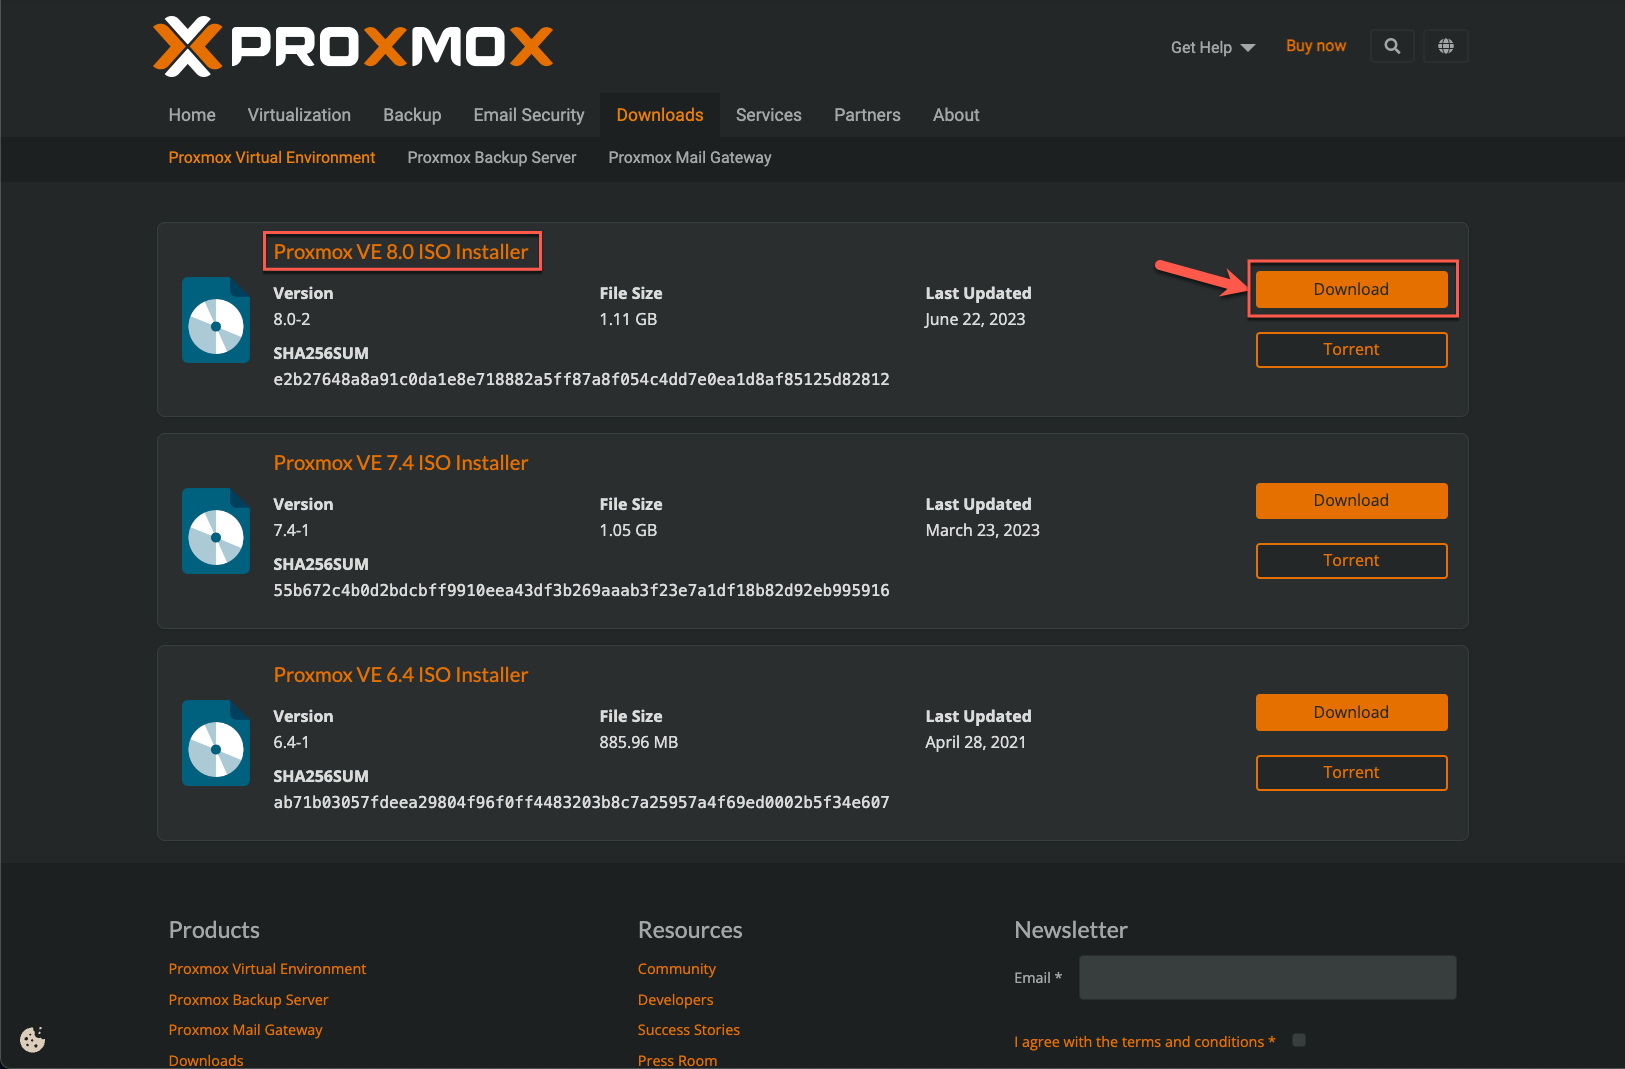 PROXMOX
Get Help
Buy now
Home Virtualization Backup Email Security Downloads Services Partners About
Proxmox Virtual Environment Proxmox Backup Server Proxmox Mail Gateway
Proxmox VE 8.0 ISO Installer
Version File Size Last Updated
8.0-2 1.11 GB June 22, 2023
Download
SHA256SUM
e2b27648a8a91c0da1e8e718882a5ff87a8f054c4dd7e0ea1d8af85125d82812
Torrent
Proxmox VE 7.4 ISO Installer
Version File Size Last Updated
7.4-1 1.05 GB March 23, 2023
Download
SHA256SUM
55b672c4b0d2bdcbff9910eea43df3b269aaab3f23e7a1df18b82d92eb995916
Torrent
Proxmox VE 6.4 ISO Installer
Version File Size Last Updated
6.4-1 885.96 MB April 28, 2021
Download
SHA256SUM
ab71b03057fdeea29804f96f0ff4483203b8c7a25957a4f69ed0002b5f34e607
Torrent
Products
Proxmox Virtual Environment
Proxmox Backup Server
Proxmox Mail Gateway
Downloads
Resources
Community
Developers
Success Stories
Press Room
Newsletter
Email *
I agree with the terms and conditions *